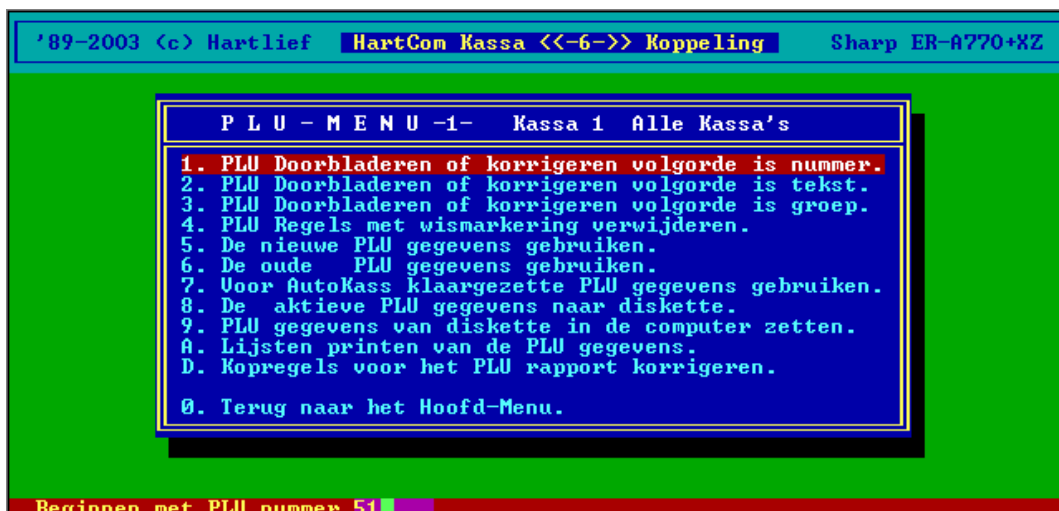 '89-2003 (c) Hartlief HartCom Kassa <<-6->> Koppeling Sharp ER-A770+XZ
P L U - M E N U -1- Kassa 1 Alle Kassa's
1. PLU Doorbladeren of korrigeren volgorde is nummer.
2. PLU Doorbladeren of korrigeren volgorde is tekst.
3. PLU Doorbladeren of korrigeren volgorde is groep.
4. PLU Regels met wismarkering verwijderen.
5. De nieuwe PLU gegevens gebruiken.
6. De oude PLU gegevens gebruiken.
7. Voor AutoKass klaargezette PLU gegevens gebruiken.
8. De aktieve PLU gegevens naar diskette.
9. PLU gegevens van diskette in de computer zetten.
A. Lijsten printen van de PLU gegevens.
D. Kopregels voor het PLU rapport korrigeren.
0. Terug naar het Hoofd-Menu.
Beginnen met PLU nummer 51